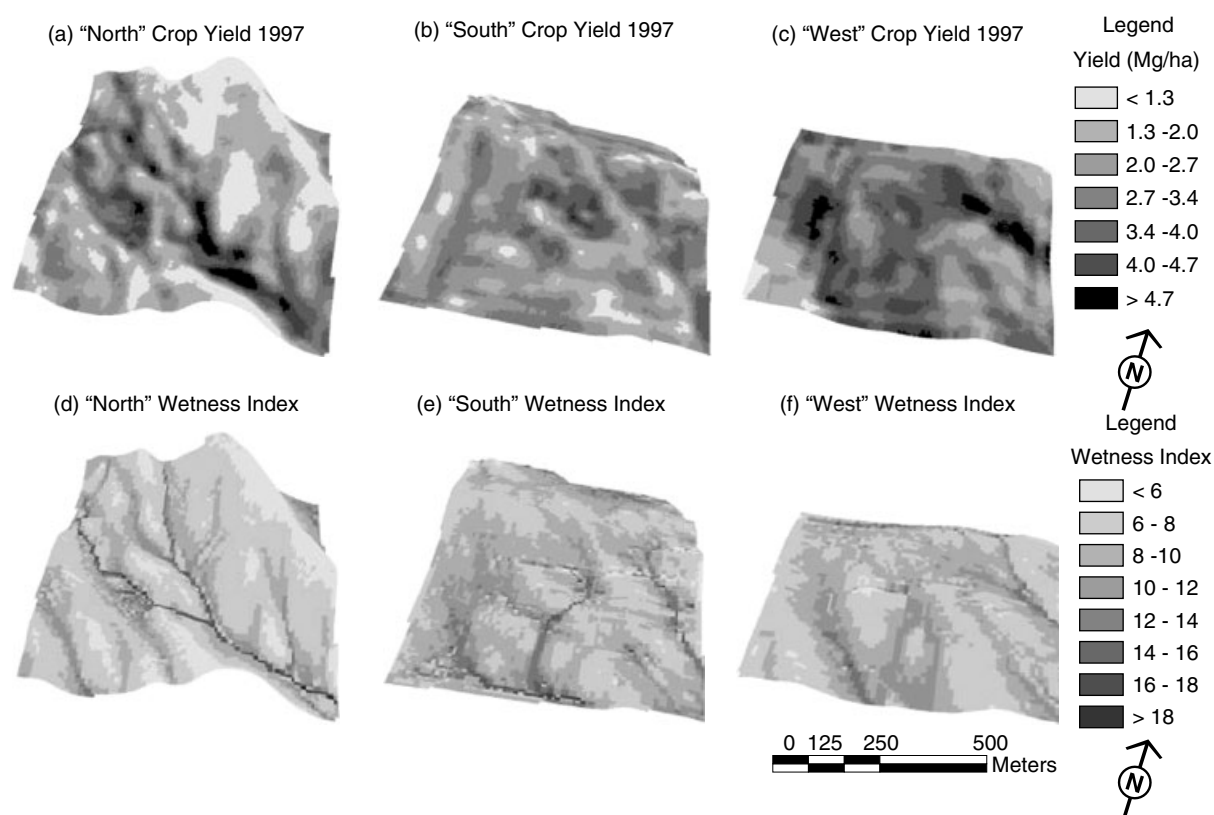 (a) “North” Crop Yield 1997
(b) “South” Crop Yield 1997
(c) “West” Crop Yield 1997
Legend
Yield (Mg/ha)
< 1.3
1.3 -2.0
2.0 -2.7
2.7 -3.4
3.4 -4.0
4.0 -4.7
> 4.7
N
(d) “North” Wetness Index
(e) “South” Wetness Index
(f) “West” Wetness Index
Legend
Wetness Index
< 6
6 - 8
8 -10
10 - 12
12 - 14
14 - 16
16 - 18
> 18
0 125 250 500
Meters
N